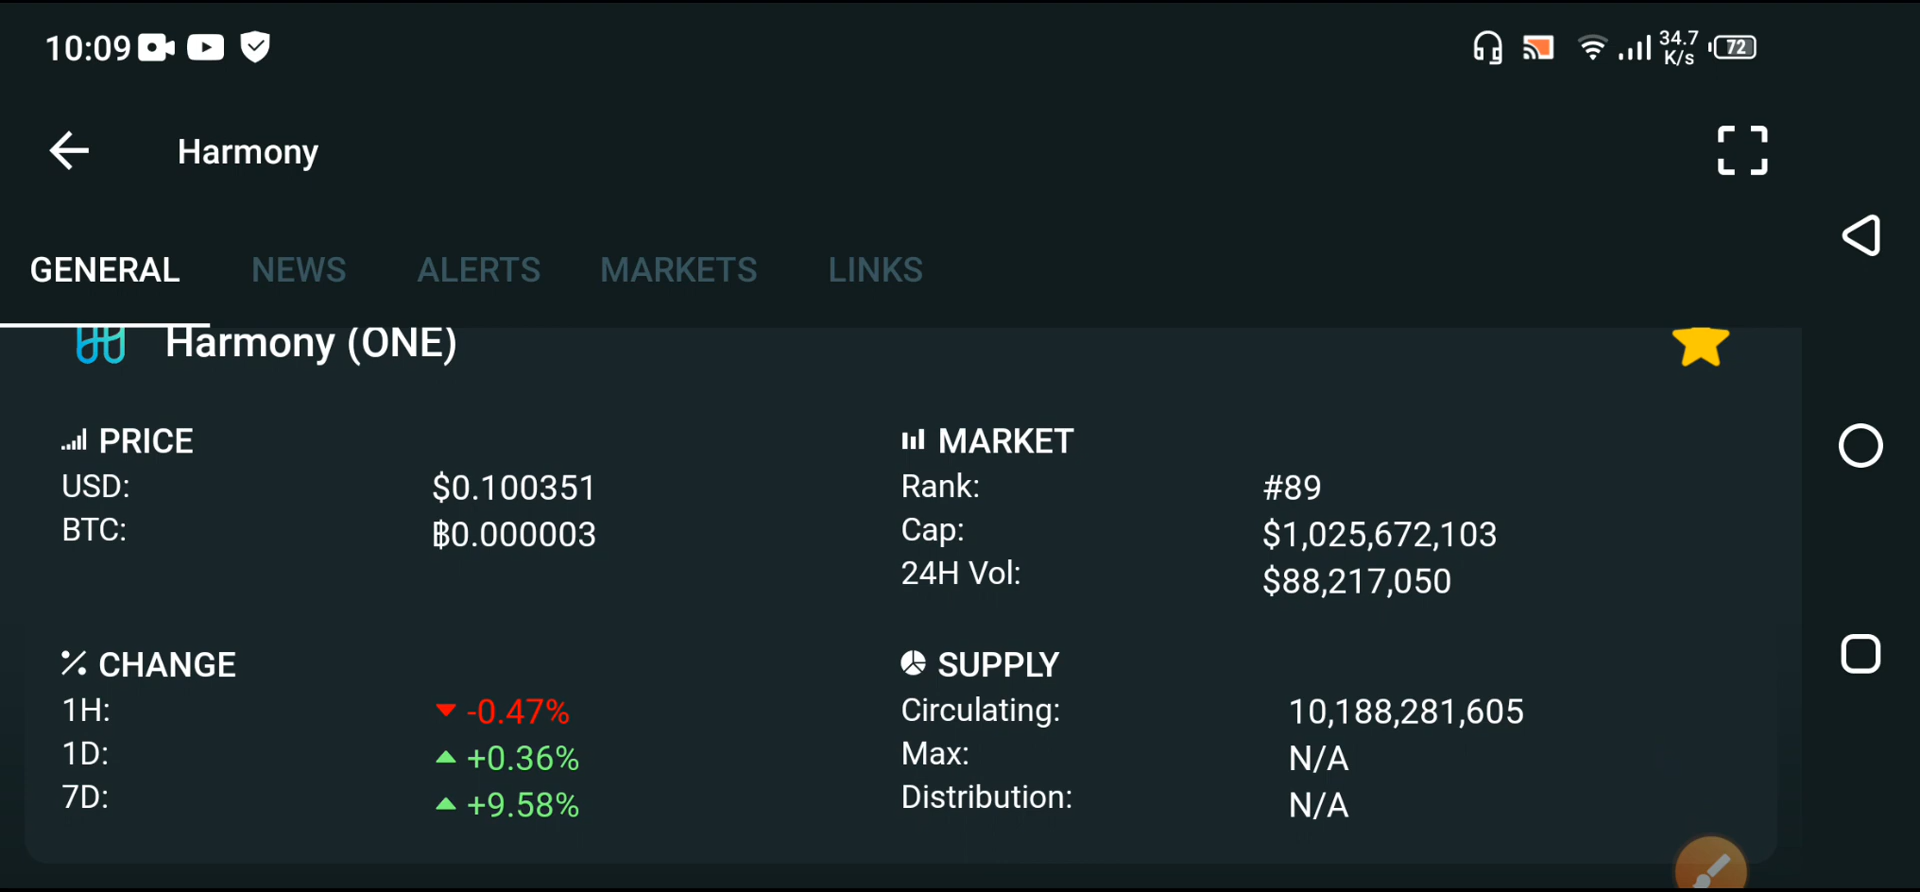 10:09
34.7
K/s
72
Harmony
GENERAL NEWS ALERTS MARKETS LINKS
Harmony (ONE)
PRICE
USD: $0.100351
BTC: ฿0.000003
MARKET
Rank: #89
Cap: $1,025,672,103
24H Vol: $88,217,050
CHANGE
1H: -0.47%
1D: +0.36%
7D: +9.58%
SUPPLY
Circulating: 10,188,281,605
Max: N/A
Distribution: N/A